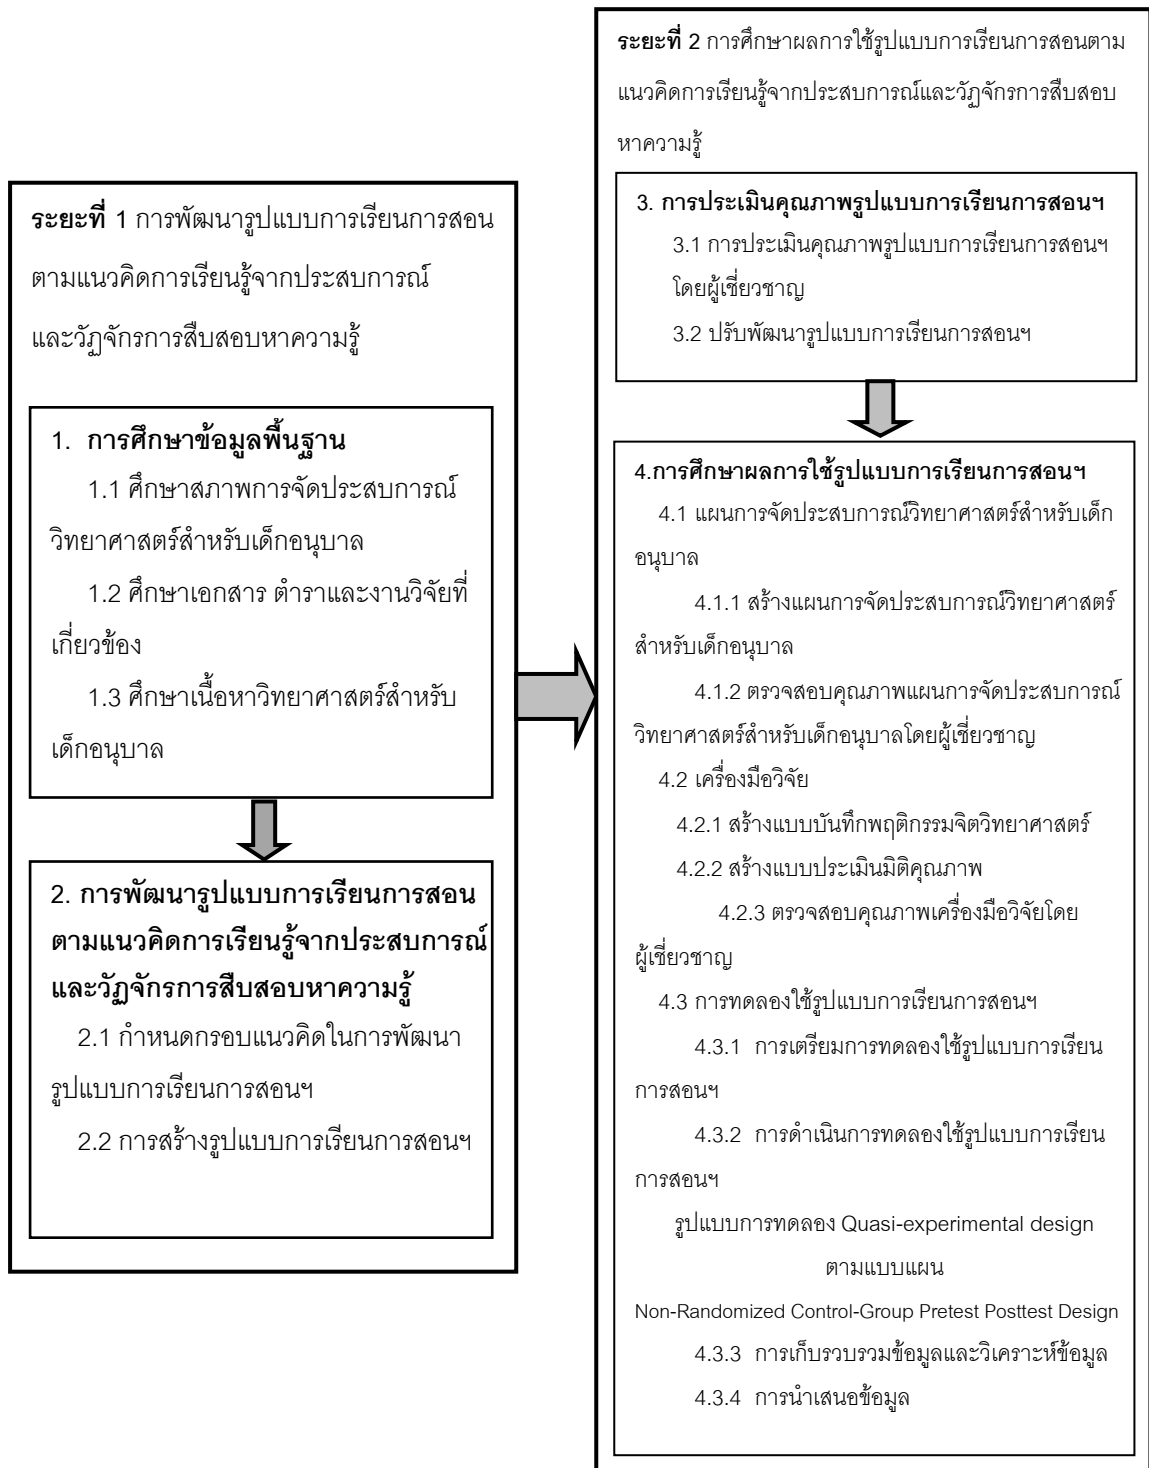 ระยะที่ 1 การพัฒนารูปแบบการเรียนการสอน
ตามแนวคิดการเรียนรู้จากประสบการณ์
และวัฏจักรการสืบสอบหาความรู้
1. การศึกษาข้อมูลพื้นฐาน
1.1 ศึกษาสภาพการจัดประสบการณ์
วิทยาศาสตร์สำหรับเด็กอนุบาล
1.2 ศึกษาเอกสาร ตำราและงานวิจัยที่
เกี่ยวข้อง
1.3 ศึกษาเนื้อหาวิทยาศาสตร์สำหรับ
เด็กอนุบาล
2. การพัฒนารูปแบบการเรียนการสอน
ตามแนวคิดการเรียนรู้จากประสบการณ์
และวัฏจักรการสืบสอบหาความรู้
2.1 กำหนดกรอบแนวคิดในการพัฒนา
รูปแบบการเรียนการสอนฯ
2.2 การสร้างรูปแบบการเรียนการสอนฯ
ระยะที่ 2 การศึกษาผลการใช้รูปแบบการเรียนการสอนตาม
แนวคิดการเรียนรู้จากประสบการณ์และวัฏจักรการสืบสอบ
หาความรู้
3. การประเมินคุณภาพรูปแบบการเรียนการสอนฯ
3.1 การประเมินคุณภาพรูปแบบการเรียนการสอนฯ
โดยผู้เชี่ยวชาญ
3.2 ปรับพัฒนารูปแบบการเรียนการสอนฯ
4.การศึกษาผลการใช้รูปแบบการเรียนการสอนฯ
4.1 แผนการจัดประสบการณ์วิทยาศาสตร์สำหรับเด็ก
อนุบาล
4.1.1 สร้างแผนการจัดประสบการณ์วิทยาศาสตร์
สำหรับเด็กอนุบาล
4.1.2 ตรวจสอบคุณภาพแผนการจัดประสบการณ์
วิทยาศาสตร์สำหรับเด็กอนุบาลโดยผู้เชี่ยวชาญ
4.2 เครื่องมือวิจัย
4.2.1 สร้างแบบบันทึกพฤติกรรมจิตวิทยาศาสตร์
4.2.2 สร้างแบบประเมินมิติคุณภาพ
4.2.3 ตรวจสอบคุณภาพเครื่องมือวิจัยโดย
ผู้เชี่ยวชาญ
4.3 การทดลองใช้รูปแบบการเรียนการสอนฯ
4.3.1 การเตรียมการทดลองใช้รูปแบบการเรียน
การสอนฯ
4.3.2 การดำเนินการทดลองใช้รูปแบบการเรียน
การสอนฯ
รูปแบบการทดลอง Quasi-experimental design
ตามแบบแผน
Non-Randomized Control-Group Pretest Posttest Design
4.3.3 การเก็บรวบรวมข้อมูลและวิเคราะห์ข้อมูล
4.3.4 การนำเสนอข้อมูล